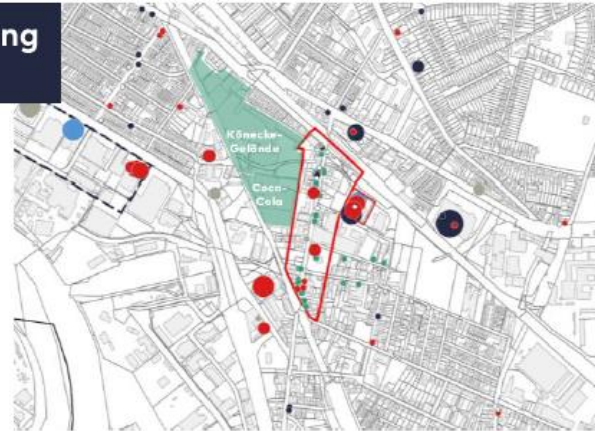 ng
Könecke-
Gelände
Coca-
Cola